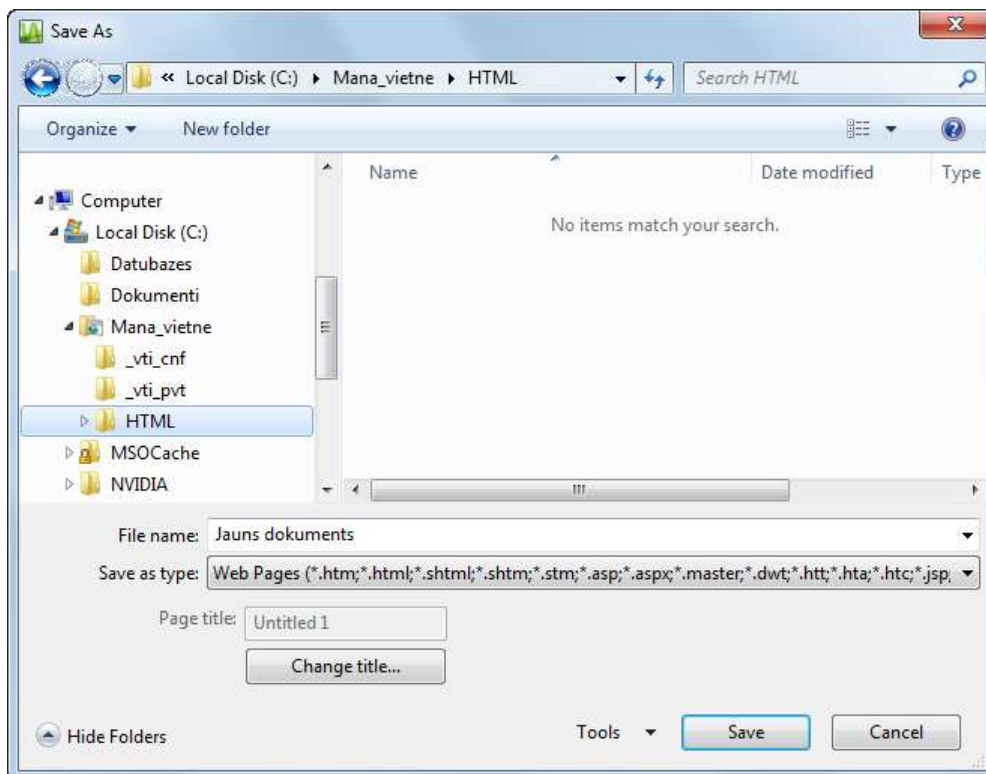 Save As
« Local Disk (C:) ▸ Mana_vietne ▸ HTML
Search HTML
Organize
New folder
Name
Date modified
Type
No items match your search.
Computer
Local Disk (C:)
Datubazes
Dokumenti
Mana_vietne
_vti_cnf
_vti_pvt
HTML
MSOCache
NVIDIA
File name: Jauns dokuments
Save as type: Web Pages (*.htm;*.html;*.shtml;*.shtm;*.stm;*.asp;*.aspx;*.master;*.dwt;*.htt;*.hta;*.htc;*.jsp;
Page title: Untitled 1
Change title...
Hide Folders
Tools
Save
Cancel